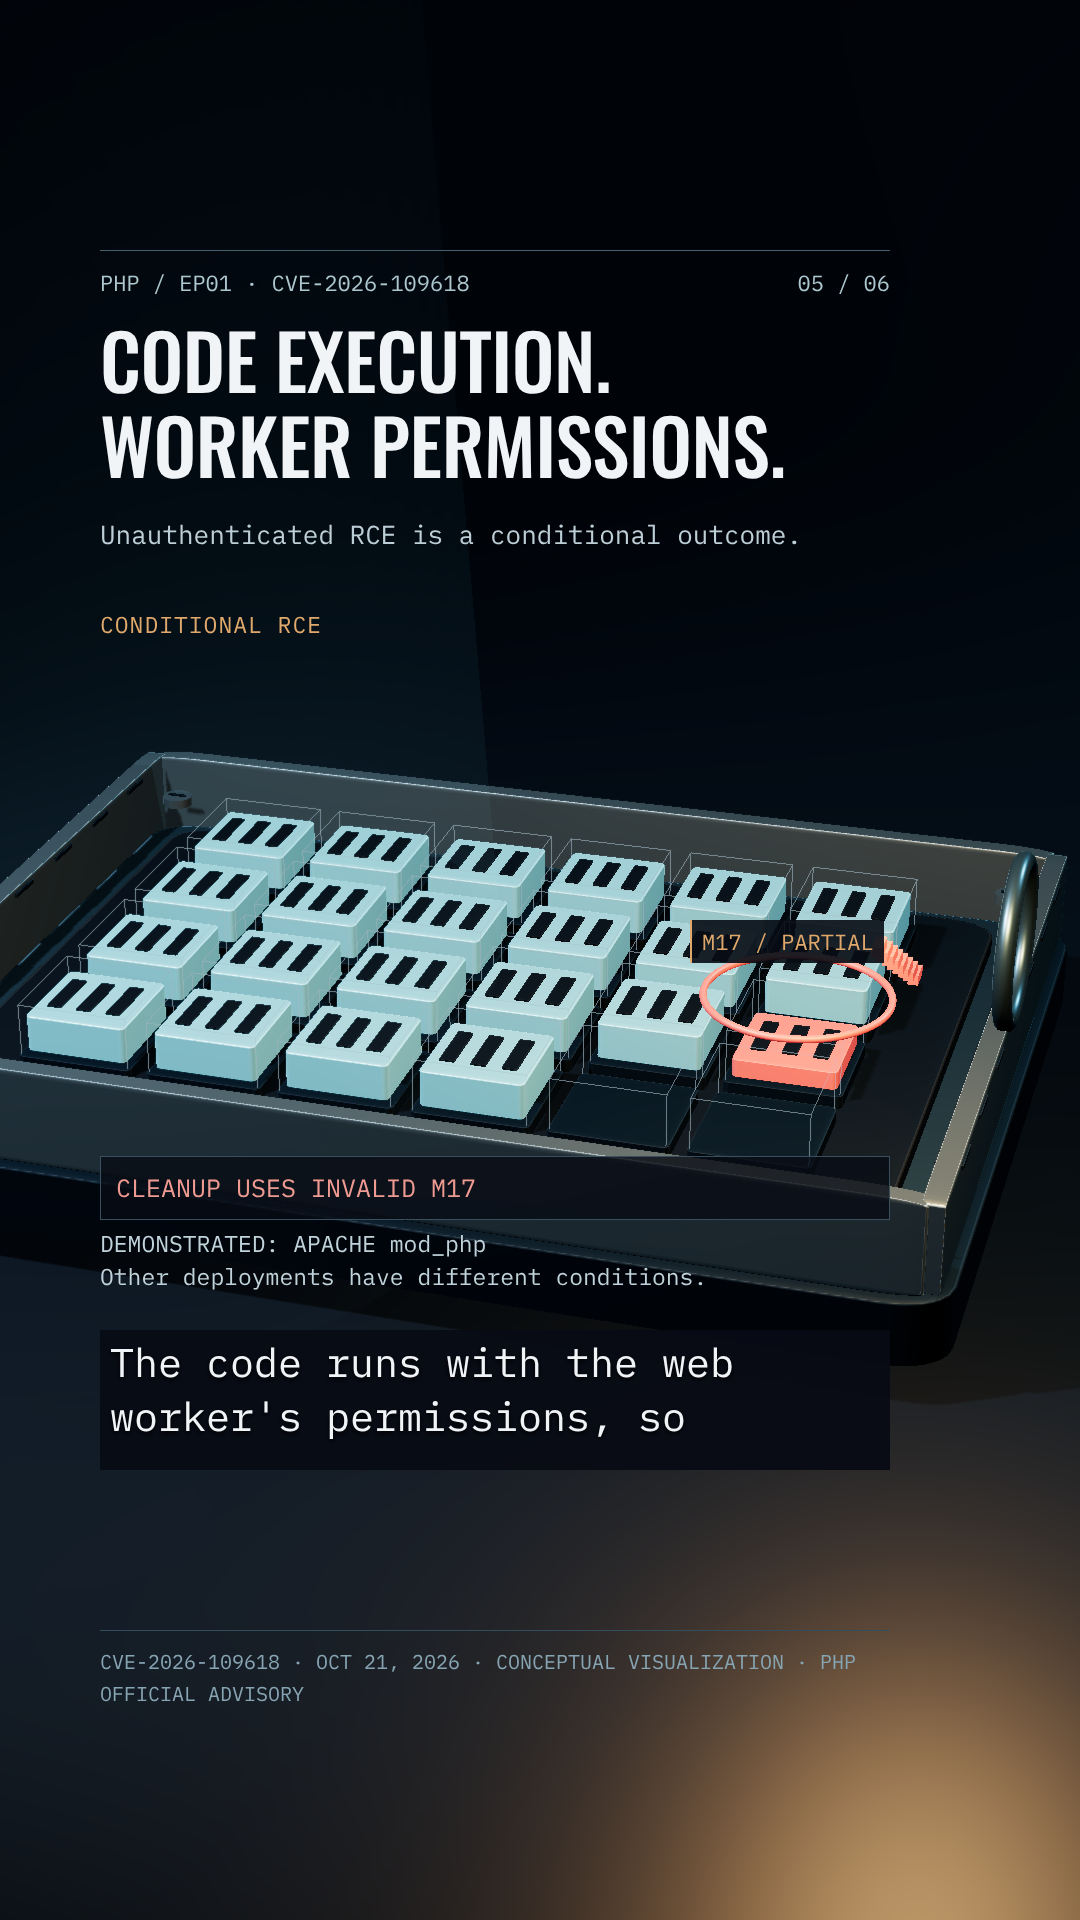 PHP / EP01 · CVE-2026-109618
05 / 06
CODE EXECUTION.
WORKER PERMISSIONS.
Unauthenticated RCE is a conditional outcome.
CONDITIONAL RCE
M17 / PARTIAL
CLEANUP USES INVALID M17
DEMONSTRATED: APACHE mod_php
Other deployments have different conditions.
The code runs with the web
worker's permissions, so
CVE-2026-109618 · OCT 21, 2026 · CONCEPTUAL VISUALIZATION · PHP
OFFICIAL ADVISORY